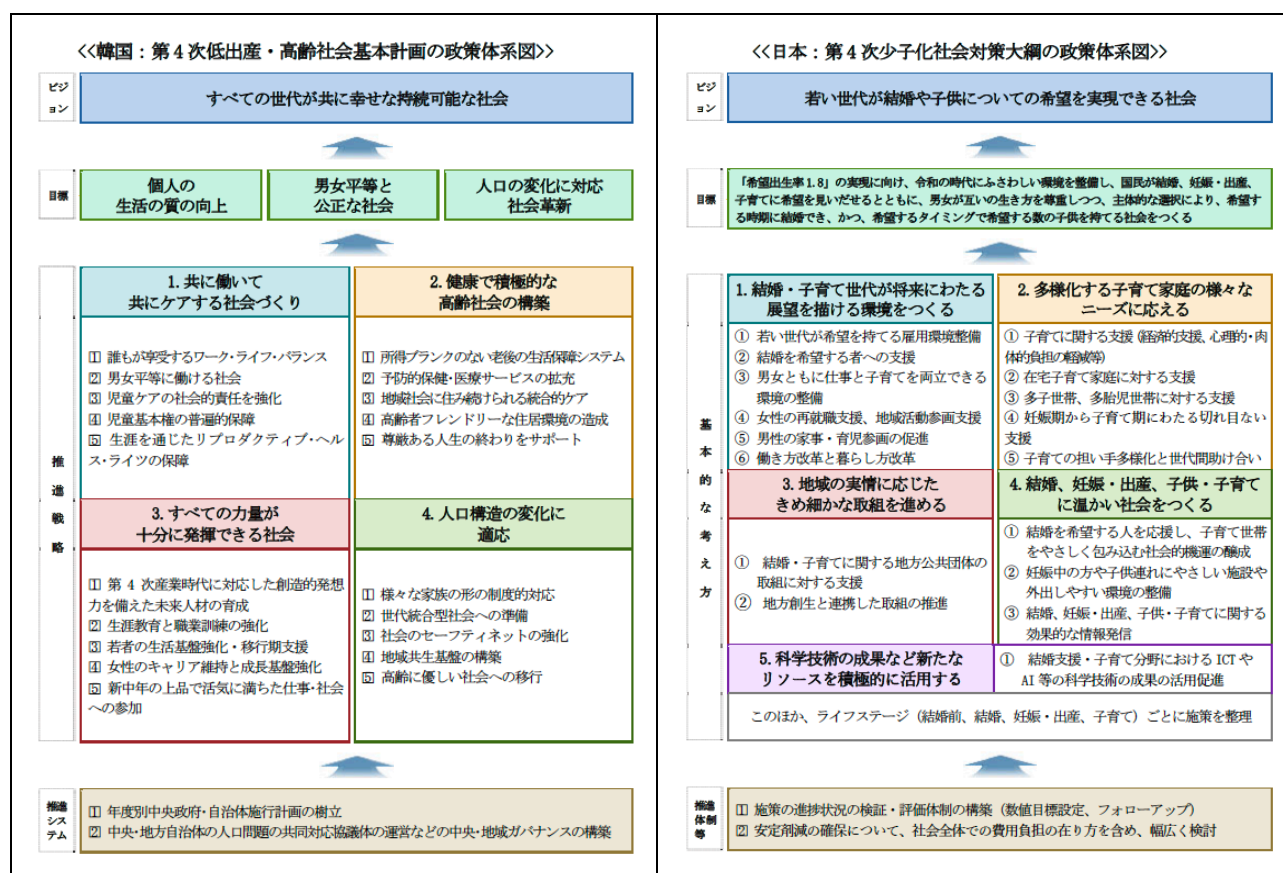 <<韓国：第４次低出産・高齢社会基本計画の政策体系図>>
ビジ
ョン
すべての世代が共に幸せな持続可能な社会
目標
個人の
生活の質の向上
男女平等と
公正な社会
人口の変化に対応
社会革新
推
進
戦
略
1. 共に働いて
共にケアする社会づくり
1 誰もが享受するワーク・ライフ・バランス
2 男女平等に働ける社会
3 児童ケアの社会的責任を強化
4 児童基本権の普遍的保障
5 生涯を通じたリプロダクティブ・ヘル
ス・ライツの保障
2. 健康で積極的な
高齢社会の構築
1 所得ブランクのない老後の生活保障システム
2 予防的保健・医療サービスの拡充
3 地域社会に住み続けられる統合的ケア
4 高齢者フレンドリーな住居環境の造成
5 尊厳ある人生の終わりをサポート
3. すべての力量が
十分に発揮できる社会
1 第 4 次産業時代に対応した創造的発想
力を備えた未来人材の育成
2 生涯教育と職業訓練の強化
3 若者の生活基盤強化・移行期支援
4 女性のキャリア維持と成長基盤強化
5 新中年の上品で活気に満ちた仕事・社会
への参加
4. 人口構造の変化に
適応
1 様々な家族の形の制度的対応
2 世代統合型社会への準備
3 社会のセーフティネットの強化
4 地域共生基盤の構築
5 高齢に優しい社会への移行
推進
シス
テム
1 年度別中央政府・自治体施行計画の樹立
2 中央・地方自治体の人口問題の共同対応協議体の運営などの中央・地域ガバナンスの構築
<<日本：第４次少子化社会対策大綱の政策体系図>>
ビジ
ョン
若い世代が結婚や子供についての希望を実現できる社会
目標
「希望出生率1.8」の実現に向け、令和の時代にふさわしい環境を整備し、国民が結婚、妊娠・出産、
子育てに希望を見いだせるとともに、男女が互いの生き方を尊重しつつ、主体的な選択により、希望す
る時期に結婚でき、かつ、希望するタイミングで希望する数の子供を持てる社会をつくる
基
本
的
な
考
え
方
1. 結婚・子育て世代が将来にわたる
展望を描ける環境をつくる
① 若い世代が希望を持てる雇用環境整備
② 結婚を希望する者への支援
③ 男女ともに仕事と子育てを両立できる
環境の整備
④ 女性の再就職支援、地域活動参画支援
⑤ 男性の家事・育児参画の促進
⑥ 働き方改革と暮らし方改革
2. 多様化する子育て家庭の様々な
ニーズに応える
① 子育てに関する支援（経済的支援、心理的・肉
体的負担の軽減等）
② 在宅子育て家庭に対する支援
③ 多子世帯、多胎児世帯に対する支援
④ 妊娠期から子育て期にわたる切れ目ない
支援
⑤ 子育ての担い手多様化と世代間助け合い
3. 地域の実情に応じた
きめ細かな取組を進める
① 結婚・子育てに関する地方公共団体の
取組に対する支援
② 地方創生と連携した取組の推進
4. 結婚、妊娠・出産、子供・子育て
に温かい社会をつくる
① 結婚を希望する人を応援し、子育て世帯
をやさしく包み込む社会的機運の醸成
② 妊娠中の方や子供連れにやさしい施設や
外出しやすい環境の整備
③ 結婚、妊娠・出産、子供・子育てに関する
効果的な情報発信
5. 科学技術の成果など新たな
リソースを積極的に活用する
① 結婚支援・子育て分野における ICT や
AI 等の科学技術の成果の活用促進
このほか、ライフステージ（結婚前、結婚、妊娠・出産、子育て）ごとに施策を整理
推進
体制
等
1 施策の進捗状況の検証・評価体制の構築（数値目標設定、フォローアップ）
2 安定削減の確保について、社会全体での費用負担の在り方を含め、幅広く検討